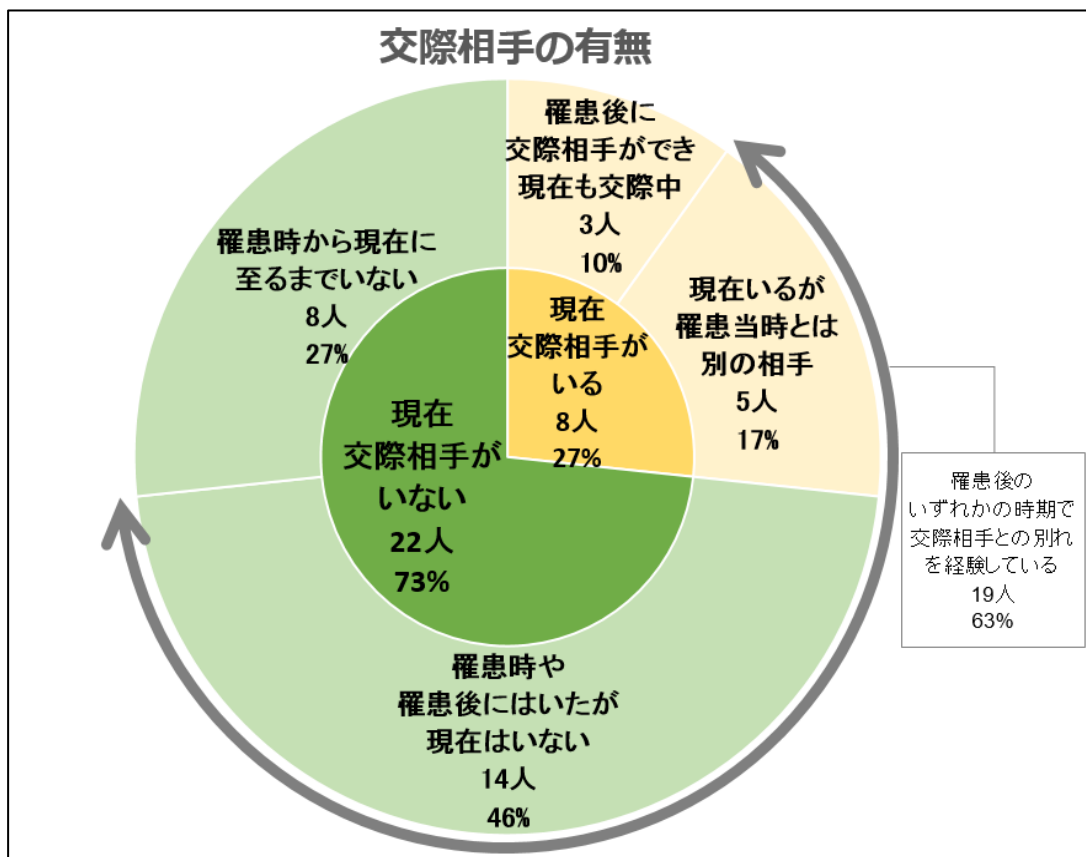 交際相手の有無
罹患後に
交際相手ができ
現在も交際中
3人
10%
現在いるが
罹患当時とは
別の相手
5人
17%
罹患時から現在に
至るまでいない
8人
27%
現在
交際相手が
いる
8人
27%
現在
交際相手が
いない
22人
73%
罹患時や
罹患後にはいたが
現在はいない
14人
46%
罹患後の
いずれかの時期で
交際相手との別れ
を経験している
19人
63%